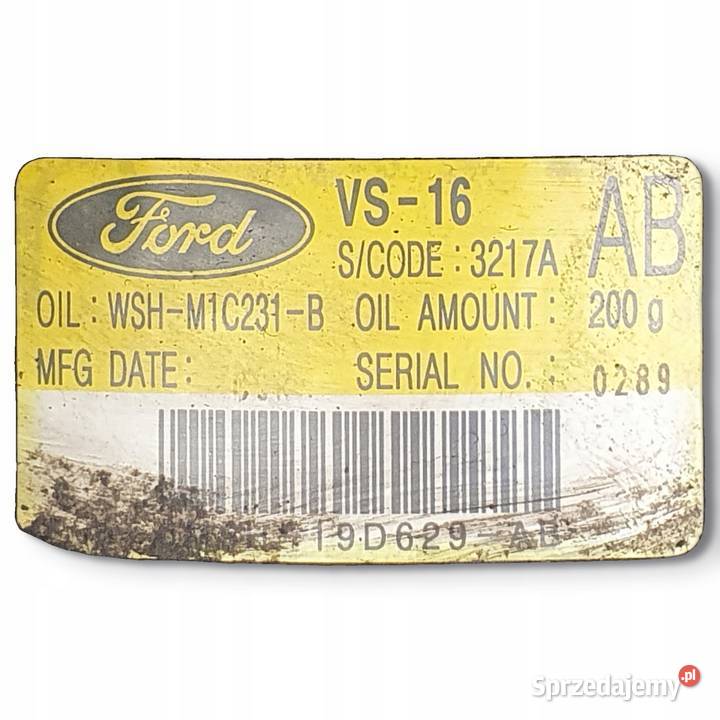 Ford
VS-16
AB
S/CODE : 3217A
OIL : WSH-M1C231-B OIL AMOUNT : 200 g
MFG DATE: SERIAL NO. : 0289
19D629-AB
Sprzedajemy.pl